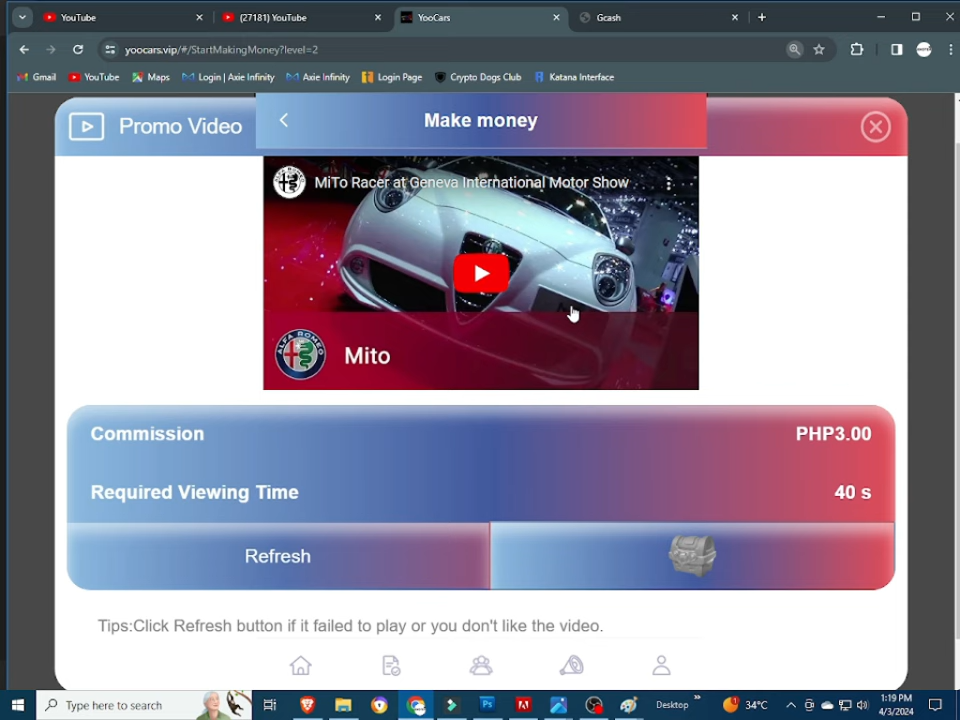 YouTube
(27181) YouTube
YooCars
Gcash
yoocars.vip/#/StartMakingMoney?level=2
Gmail
YouTube
Maps
Login | Axie Infinity
Axie Infinity
Login Page
Crypto Dogs Club
Katana Interface
Promo Video
Make money
MiTo Racer at Geneva International Motor Show
ALFA ROMEO
Mito
Commission
PHP3.00
Required Viewing Time
40 s
Refresh
Tips:Click Refresh button if it failed to play or you don't like the video.
Type here to search
Desktop
34°C
1:19 PM
4/3/2024